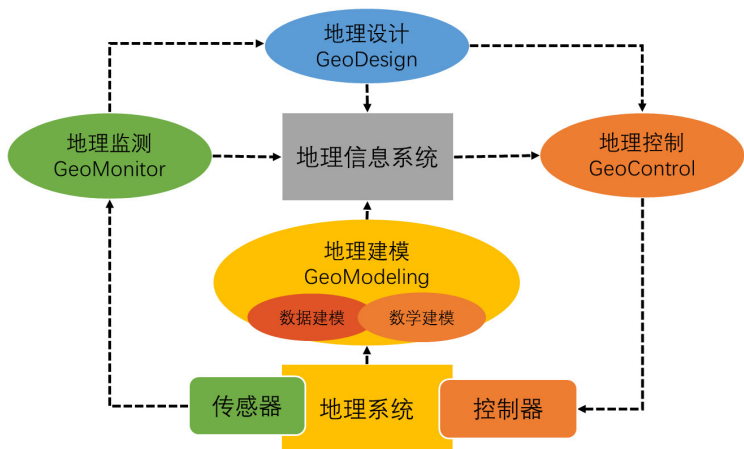 地理设计
GeoDesign
地理监测
GeoMonitor
地理信息系统
地理控制
GeoControl
地理建模
GeoModeling
数据建模
数学建模
传感器
地理系统
控制器